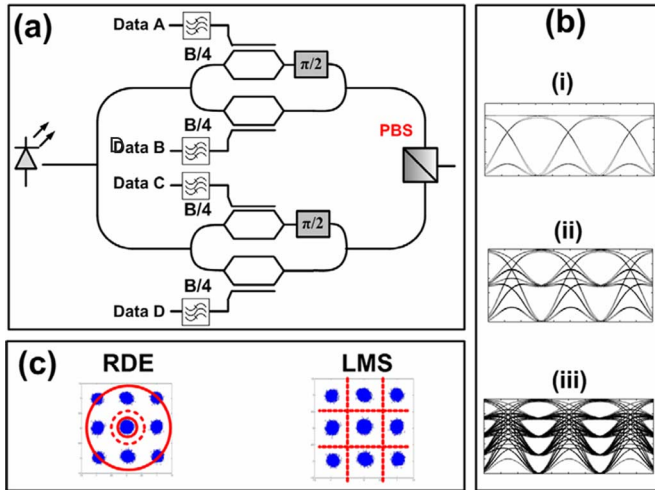 (a)
Data A
B/4
π/2
B/4
Data B
PBS
Data C
B/4
π/2
B/4
Data D
(b)
(i)
(ii)
(iii)
(c)
RDE
LMS